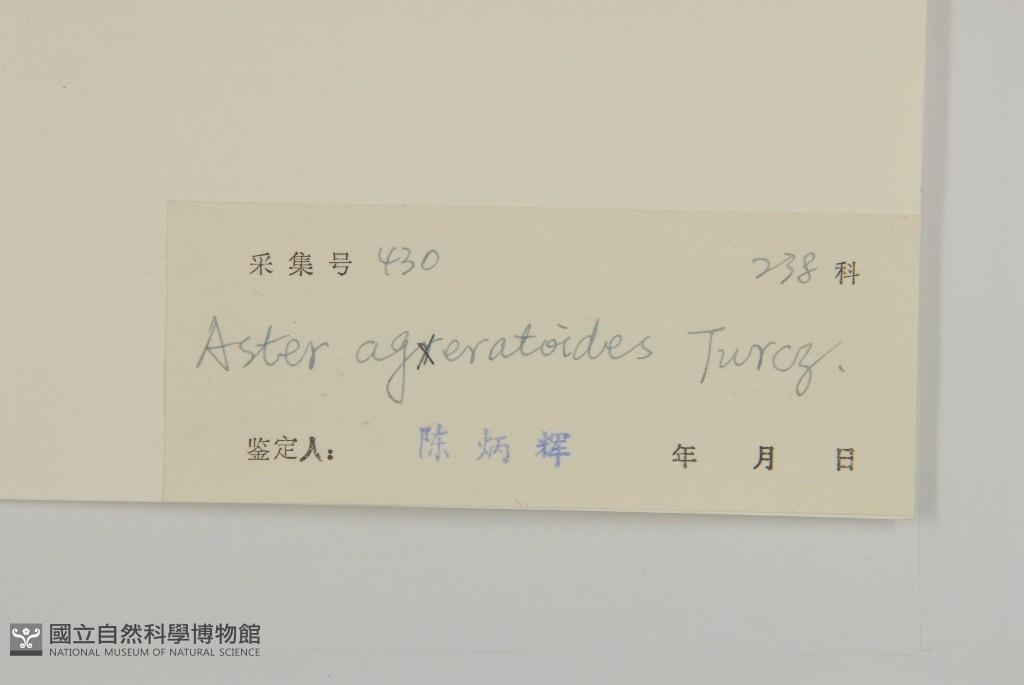 采集号 430 238 科
Aster ageratoides Turcz.
鉴定人: 陈炳辉 年 月 日
國立自然科學博物館
NATIONAL MUSEUM OF NATURAL SCIENCE